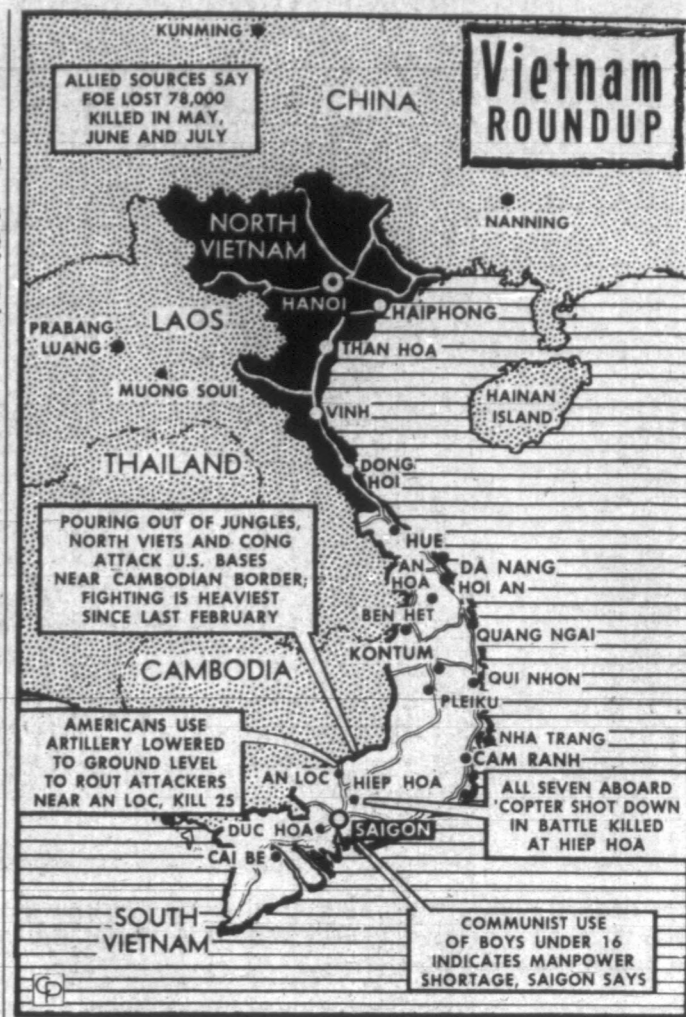 KUNMING
Vietnam
ROUNDUP
ALLIED SOURCES SAY
FOE LOST 78,000
KILLED IN MAY,
JUNE AND JULY
CHINA
NANNING
NORTH
VIETNAM
HANOI
HAIPHONG
LAOS
PRABANG
LUANG
THAN HOA
MUONG SOUI
HAINAN
ISLAND
VINH
THAILAND
DONG
HOI
POURING OUT OF JUNGLES,
NORTH VIETS AND CONG
ATTACK U.S. BASES
NEAR CAMBODIAN BORDER;
FIGHTING IS HEAVIEST
SINCE LAST FEBRUARY
HUE
AN
HOA
DA NANG
HOI AN
BEN HET
QUANG NGAI
KONTUM
CAMBODIA
QUI NHON
PLEIKU
AMERICANS USE
ARTILLERY LOWERED
TO GROUND LEVEL
TO ROUT ATTACKERS
NEAR AN LOC, KILL 25
NHA TRANG
CAM RANH
AN LOC
HIEP HOA
ALL SEVEN ABOARD
'COPTER SHOT DOWN
IN BATTLE KILLED
AT HIEP HOA
DUC HOA
SAIGON
CAI BE
SOUTH
VIETNAM
COMMUNIST USE
OF BOYS UNDER 16
INDICATES MANPOWER
SHORTAGE, SAIGON SAYS
CP